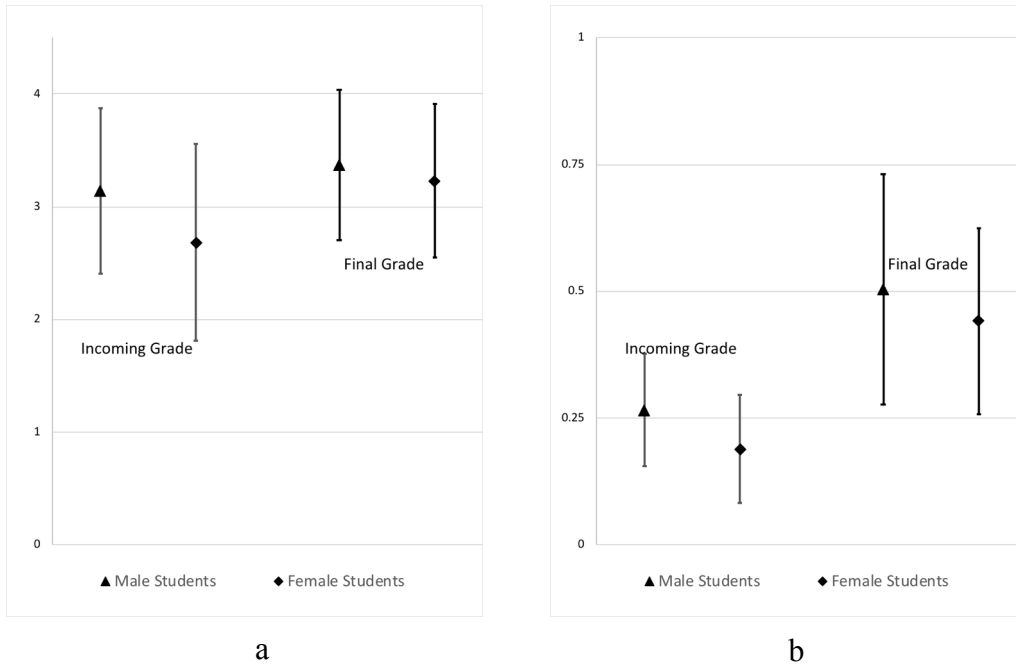 4
3
2
1
0
Final Grade
Incoming Grade
Male Students
Female Students
a
1
0.75
0.5
0.25
0
Final Grade
Incoming Grade
Male Students
Female Students
b